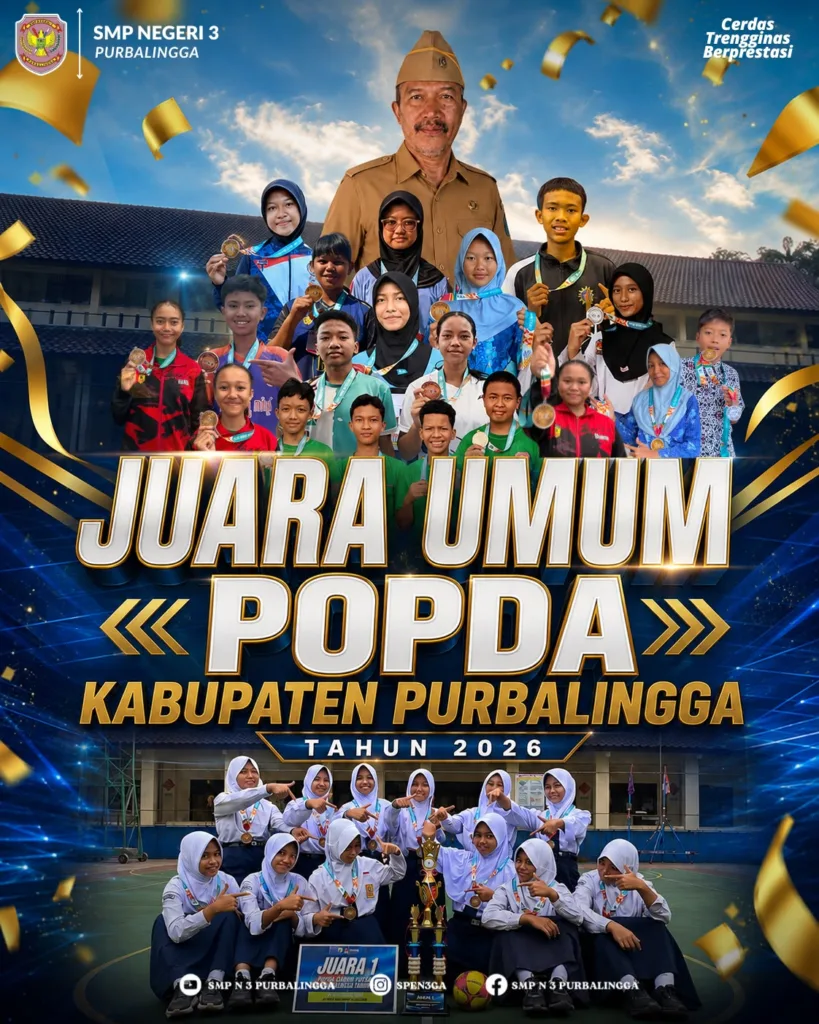 SMP NEGERI 3
PURBALINGGA
Cerdas
Trengginas
Berprestasi
JUARA UMUM
POPDA
KABUPATEN PURBALINGGA
TAHUN 2026
JUARA 1
SMP N 3 PURBALINGGA
SPEN3GA
SMP N 3 PURBALINGGA